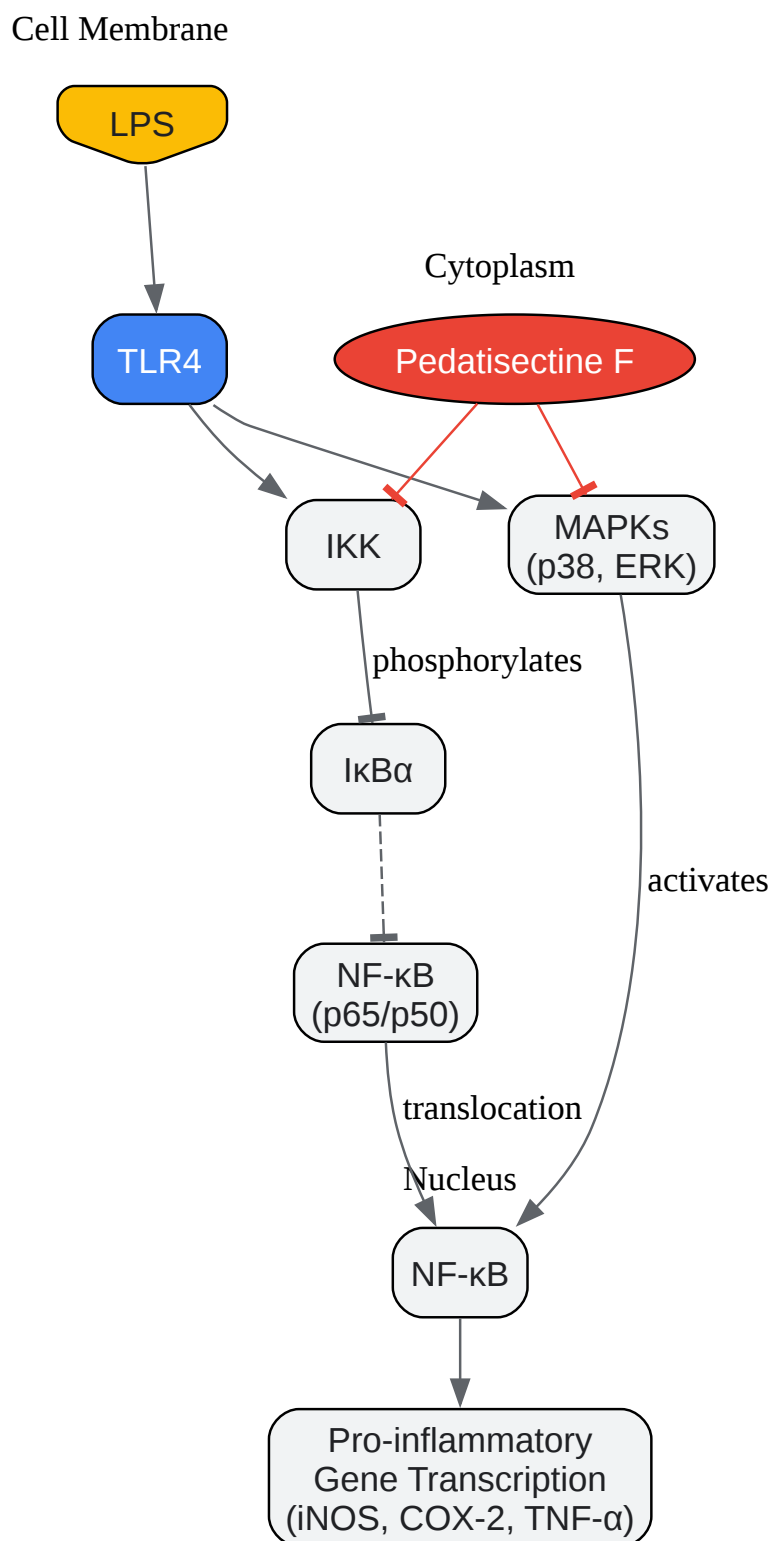 Cell Membrane
LPS
Cytoplasm
TLR4
Pedatisectine F
IKK
MAPKs
(p38, ERK)
phosphorylates
IκBα
activates
NF-κB
(p65/p50)
translocation
Nucleus
NF-κB
Pro-inflammatory
Gene Transcription
(iNOS, COX-2, TNF-α)